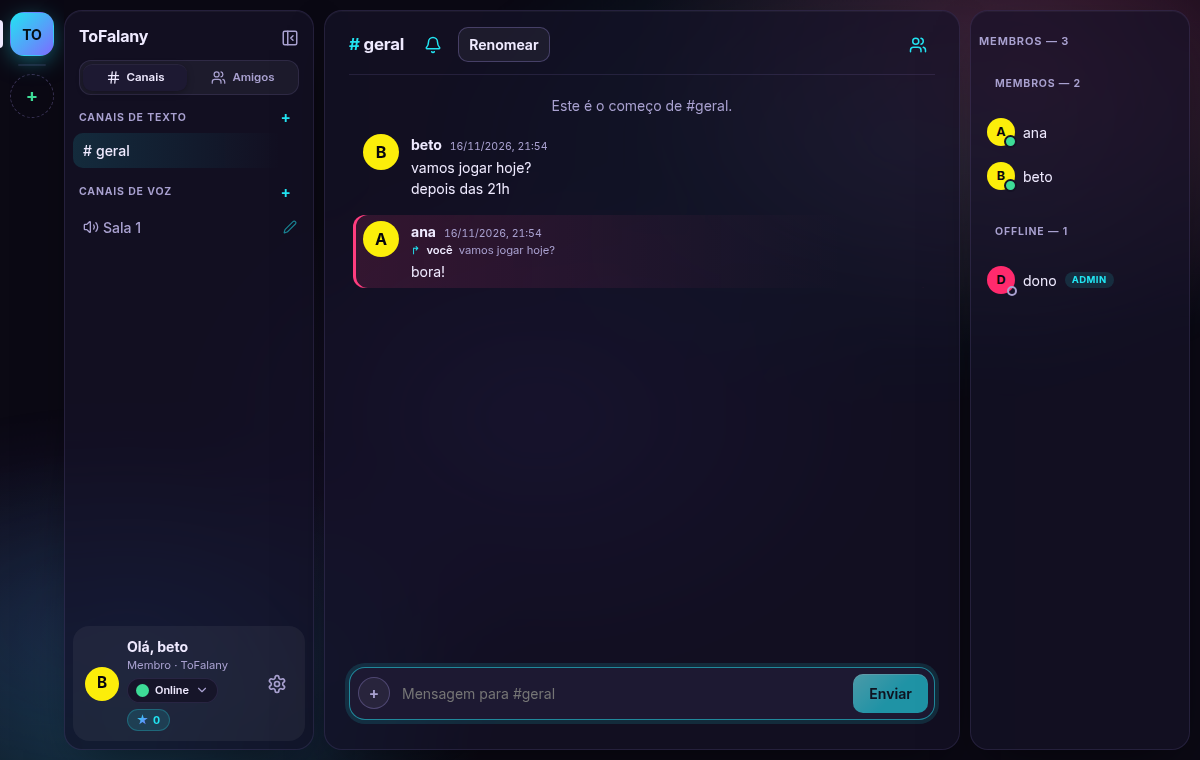 TO
+
ToFalany
Canais
Amigos
CANAIS DE TEXTO +
# geral
CANAIS DE VOZ +
Sala 1
B
Olá, beto
Membro · ToFalany
Online
★ 0
# geral
Renomear
Este é o começo de #geral.
B
beto 16/11/2026, 21:54
vamos jogar hoje?
depois das 21h
A
ana 16/11/2026, 21:54
você vamos jogar hoje?
bora!
+
Mensagem para #geral
Enviar
MEMBROS — 3
MEMBROS — 2
A
ana
B
beto
OFFLINE — 1
D
dono ADMIN